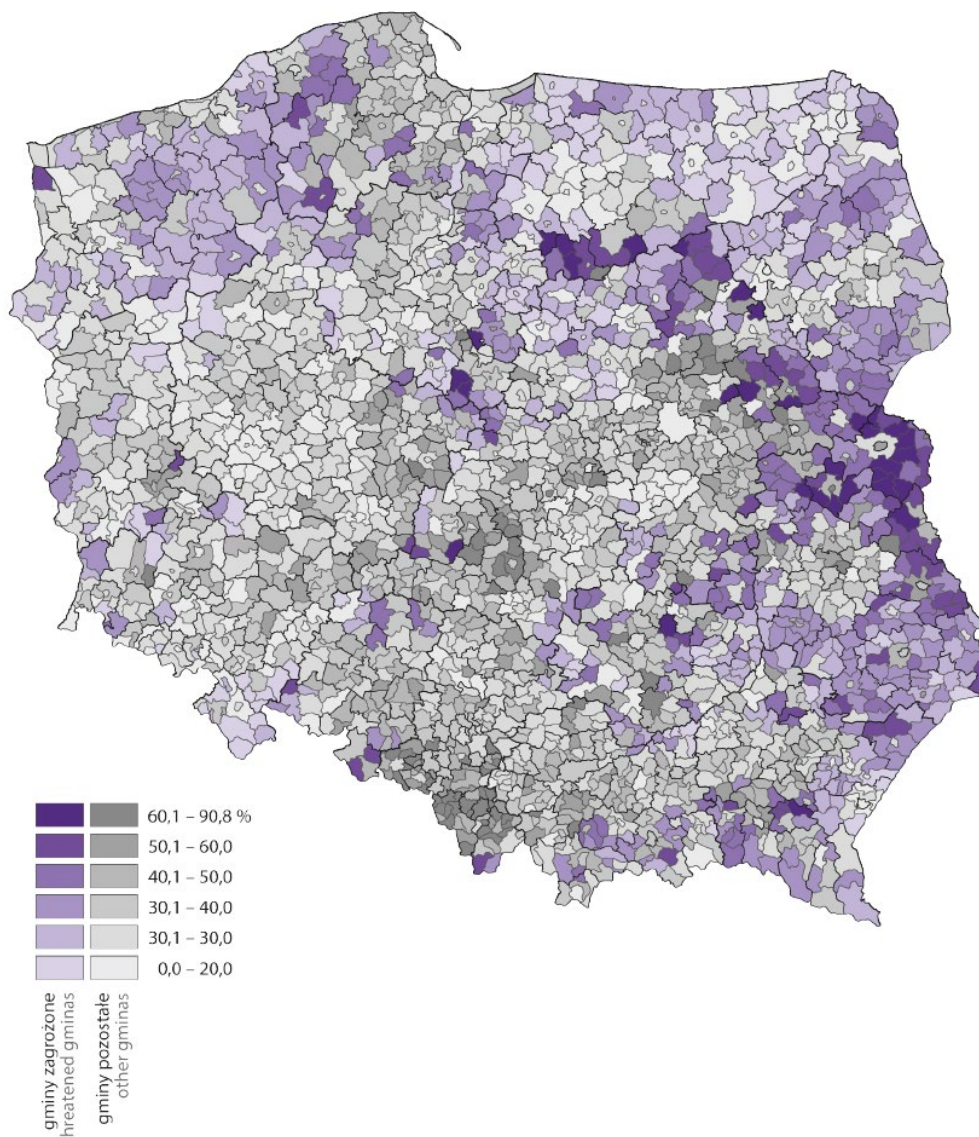 60,1 – 90,8 %
50,1 – 60,0
40,1 – 50,0
30,1 – 40,0
30,1 – 30,0
0,0 – 20,0
gminy zagrożone
hreatened gminas
gminy pozostałe
other gminas